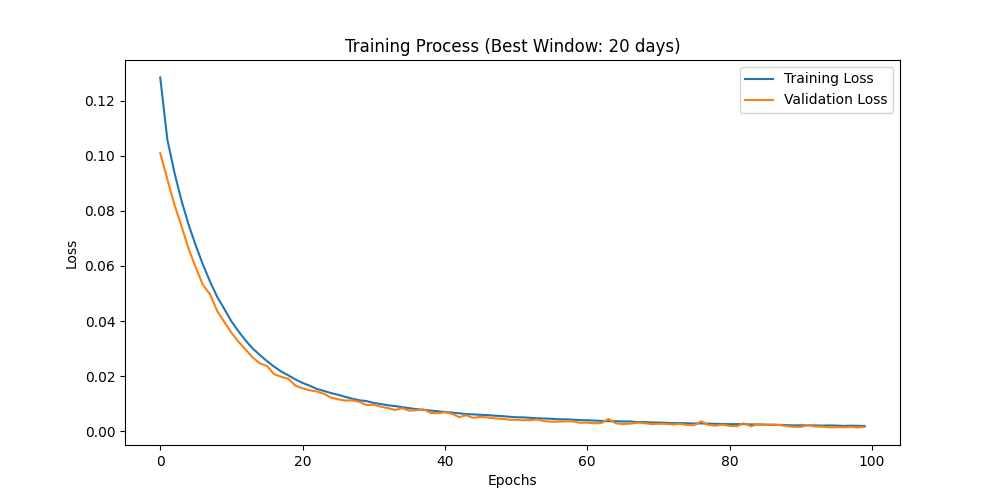 Training Process (Best Window: 20 days)
Training Loss
Validation Loss
0.12
0.10
0.08
0.06
0.04
0.02
0.00
Loss
0 20 40 60 80 100
Epochs